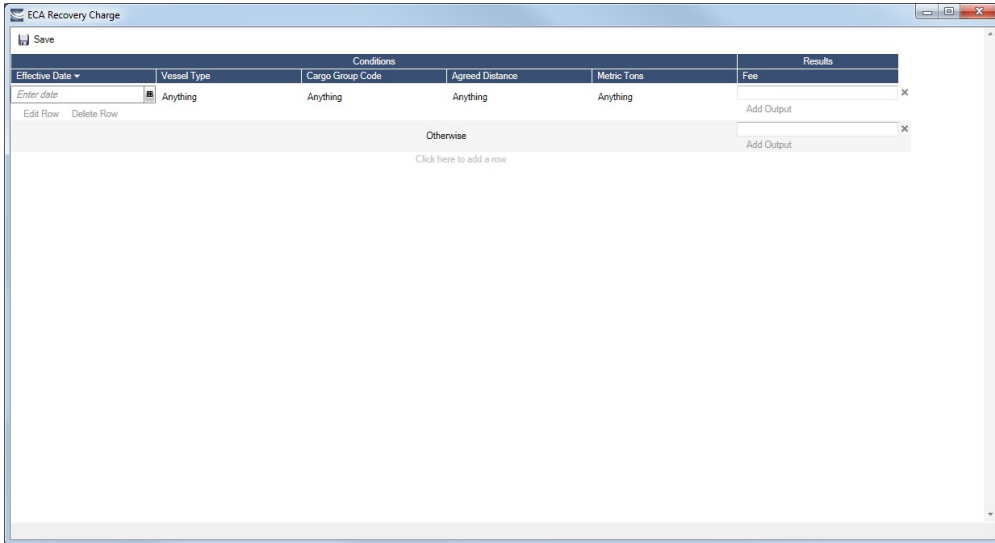 ECA Recovery Charge
Save
Conditions Results
Effective Date Vessel Type Cargo Group Code Agreed Distance Metric Tons Fee
Enter date Anything Anything Anything Anything
Edit Row Delete Row Add Output
Otherwise
Add Output
Click here to add a row